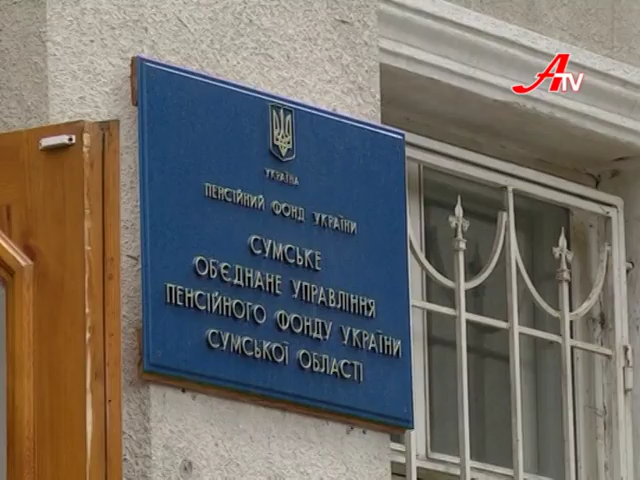 ATV
УКРАЇНА
ПЕНСІЙНИЙ ФОНД УКРАЇНИ
СУМСЬКЕ
ОБ'ЄДНАНЕ УПРАВЛІННЯ
ПЕНСІЙНОГО ФОНДУ УКРАЇНИ
СУМСЬКОЇ ОБЛАСТІ